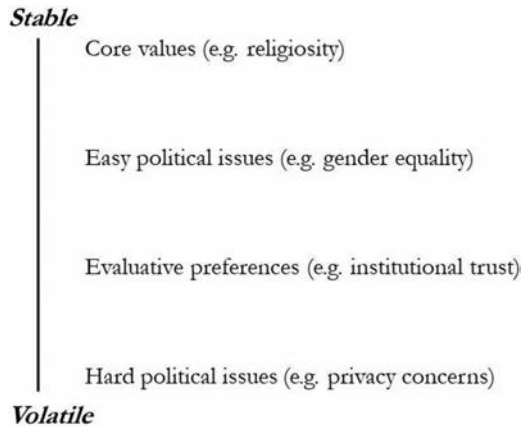 Stable
Core values (e.g. religiosity)
Easy political issues (e.g. gender equality)
Evaluative preferences (e.g. institutional trust)
Hard political issues (e.g. privacy concerns)
Volatile